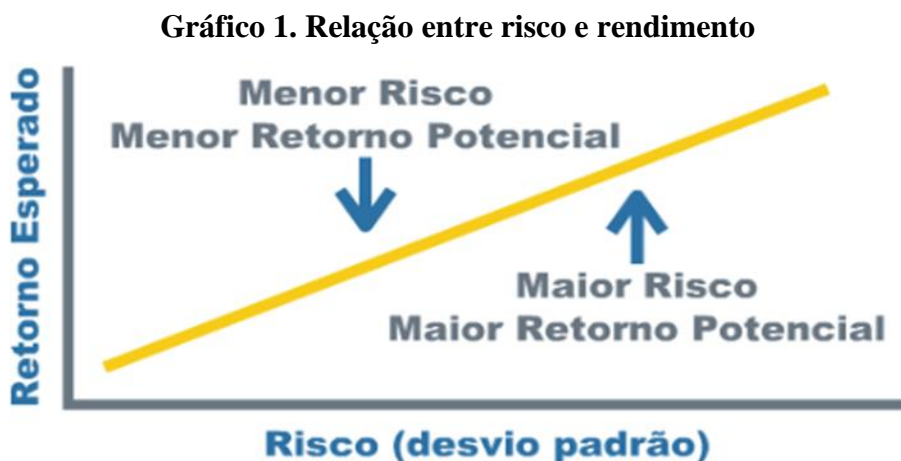 Gráfico 1. Relação entre risco e rendimento
Menor Risco
Menor Retorno Potencial
Retorno Esperado
Maior Risco
Maior Retorno Potencial
Risco (desvio padrão)